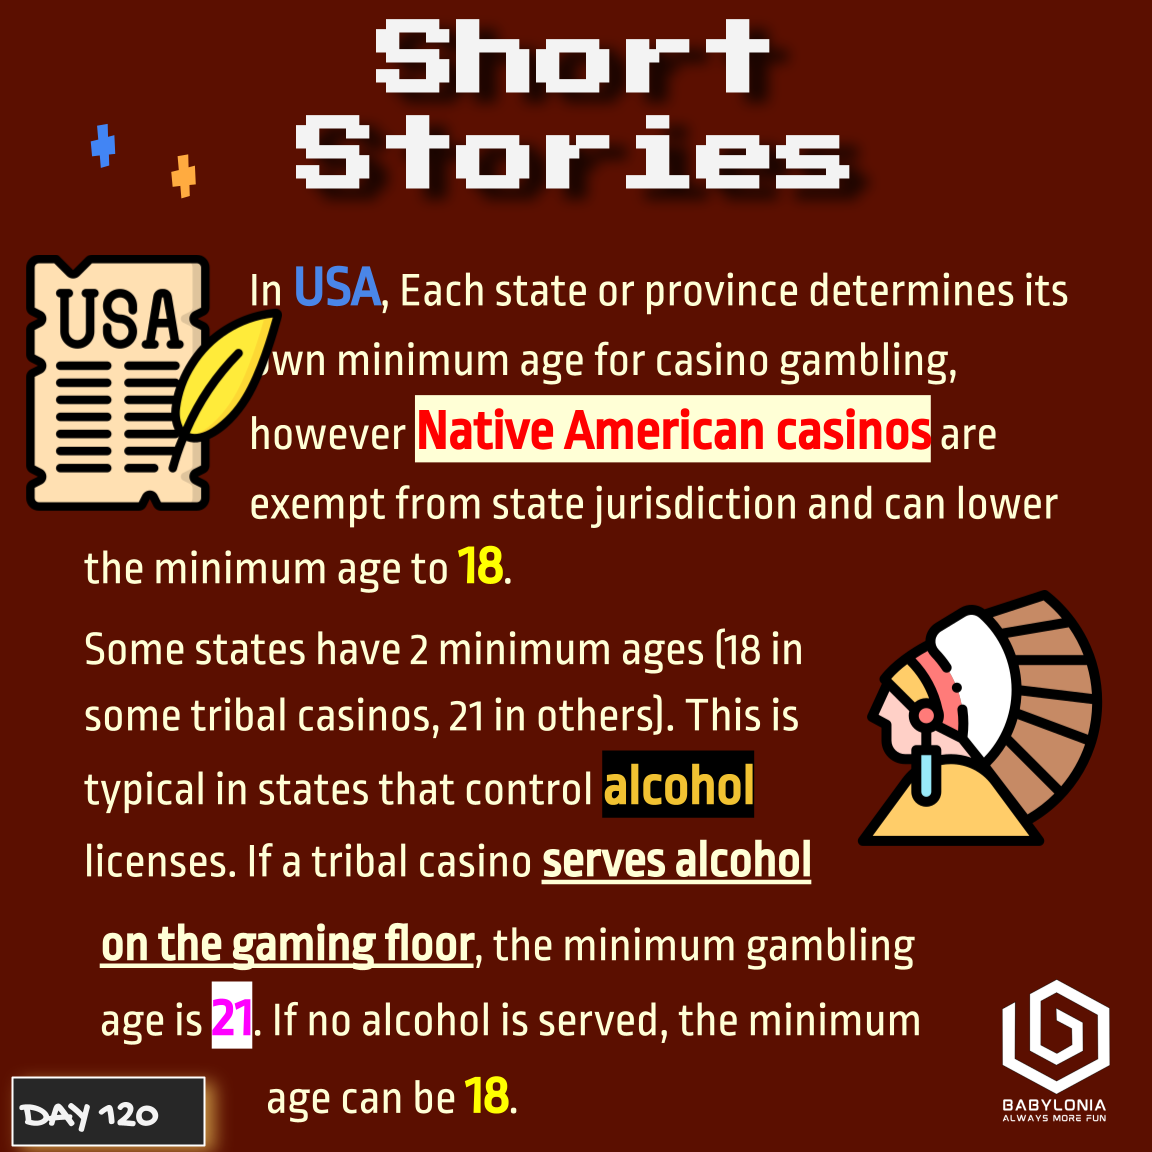 Short
Stories
USA
In USA, Each state or province determines its
own minimum age for casino gambling,
however Native American casinos are
exempt from state jurisdiction and can lower
the minimum age to 18.
Some states have 2 minimum ages (18 in
some tribal casinos, 21 in others). This is
typical in states that control alcohol
licenses. If a tribal casino serves alcohol
on the gaming floor, the minimum gambling
age is 21. If no alcohol is served, the minimum
age can be 18.
DAY 120
BABYLONIA
ALWAYS MORE FUN